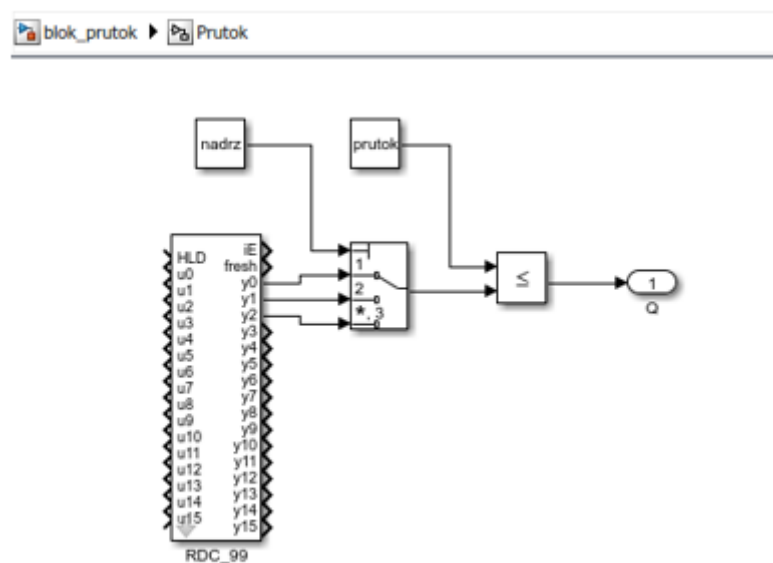 blok_prutok Prutok
nadrz
prutok
HLD
u0
u1
u2
u3
u4
u5
u6
u7
u8
u9
u10
u11
u12
u13
u14
u15
fresh
y0
y1
y2
y3
y4
y5
y6
y7
y8
y9
y10
y11
y12
y13
y14
y15
RDC_99
1
2
*, 3
≤
1
Q